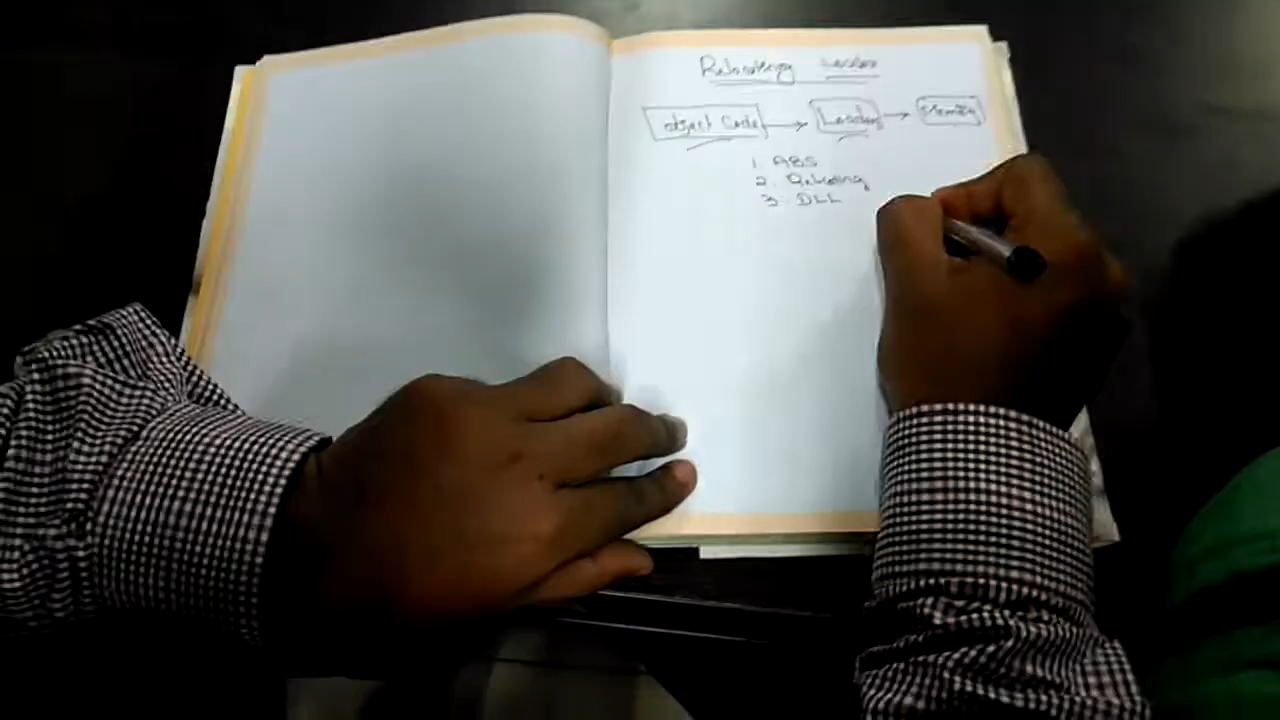 Relocating Loader
object Code Loader Memory
1. ABS
2. Relocating
3. DLL